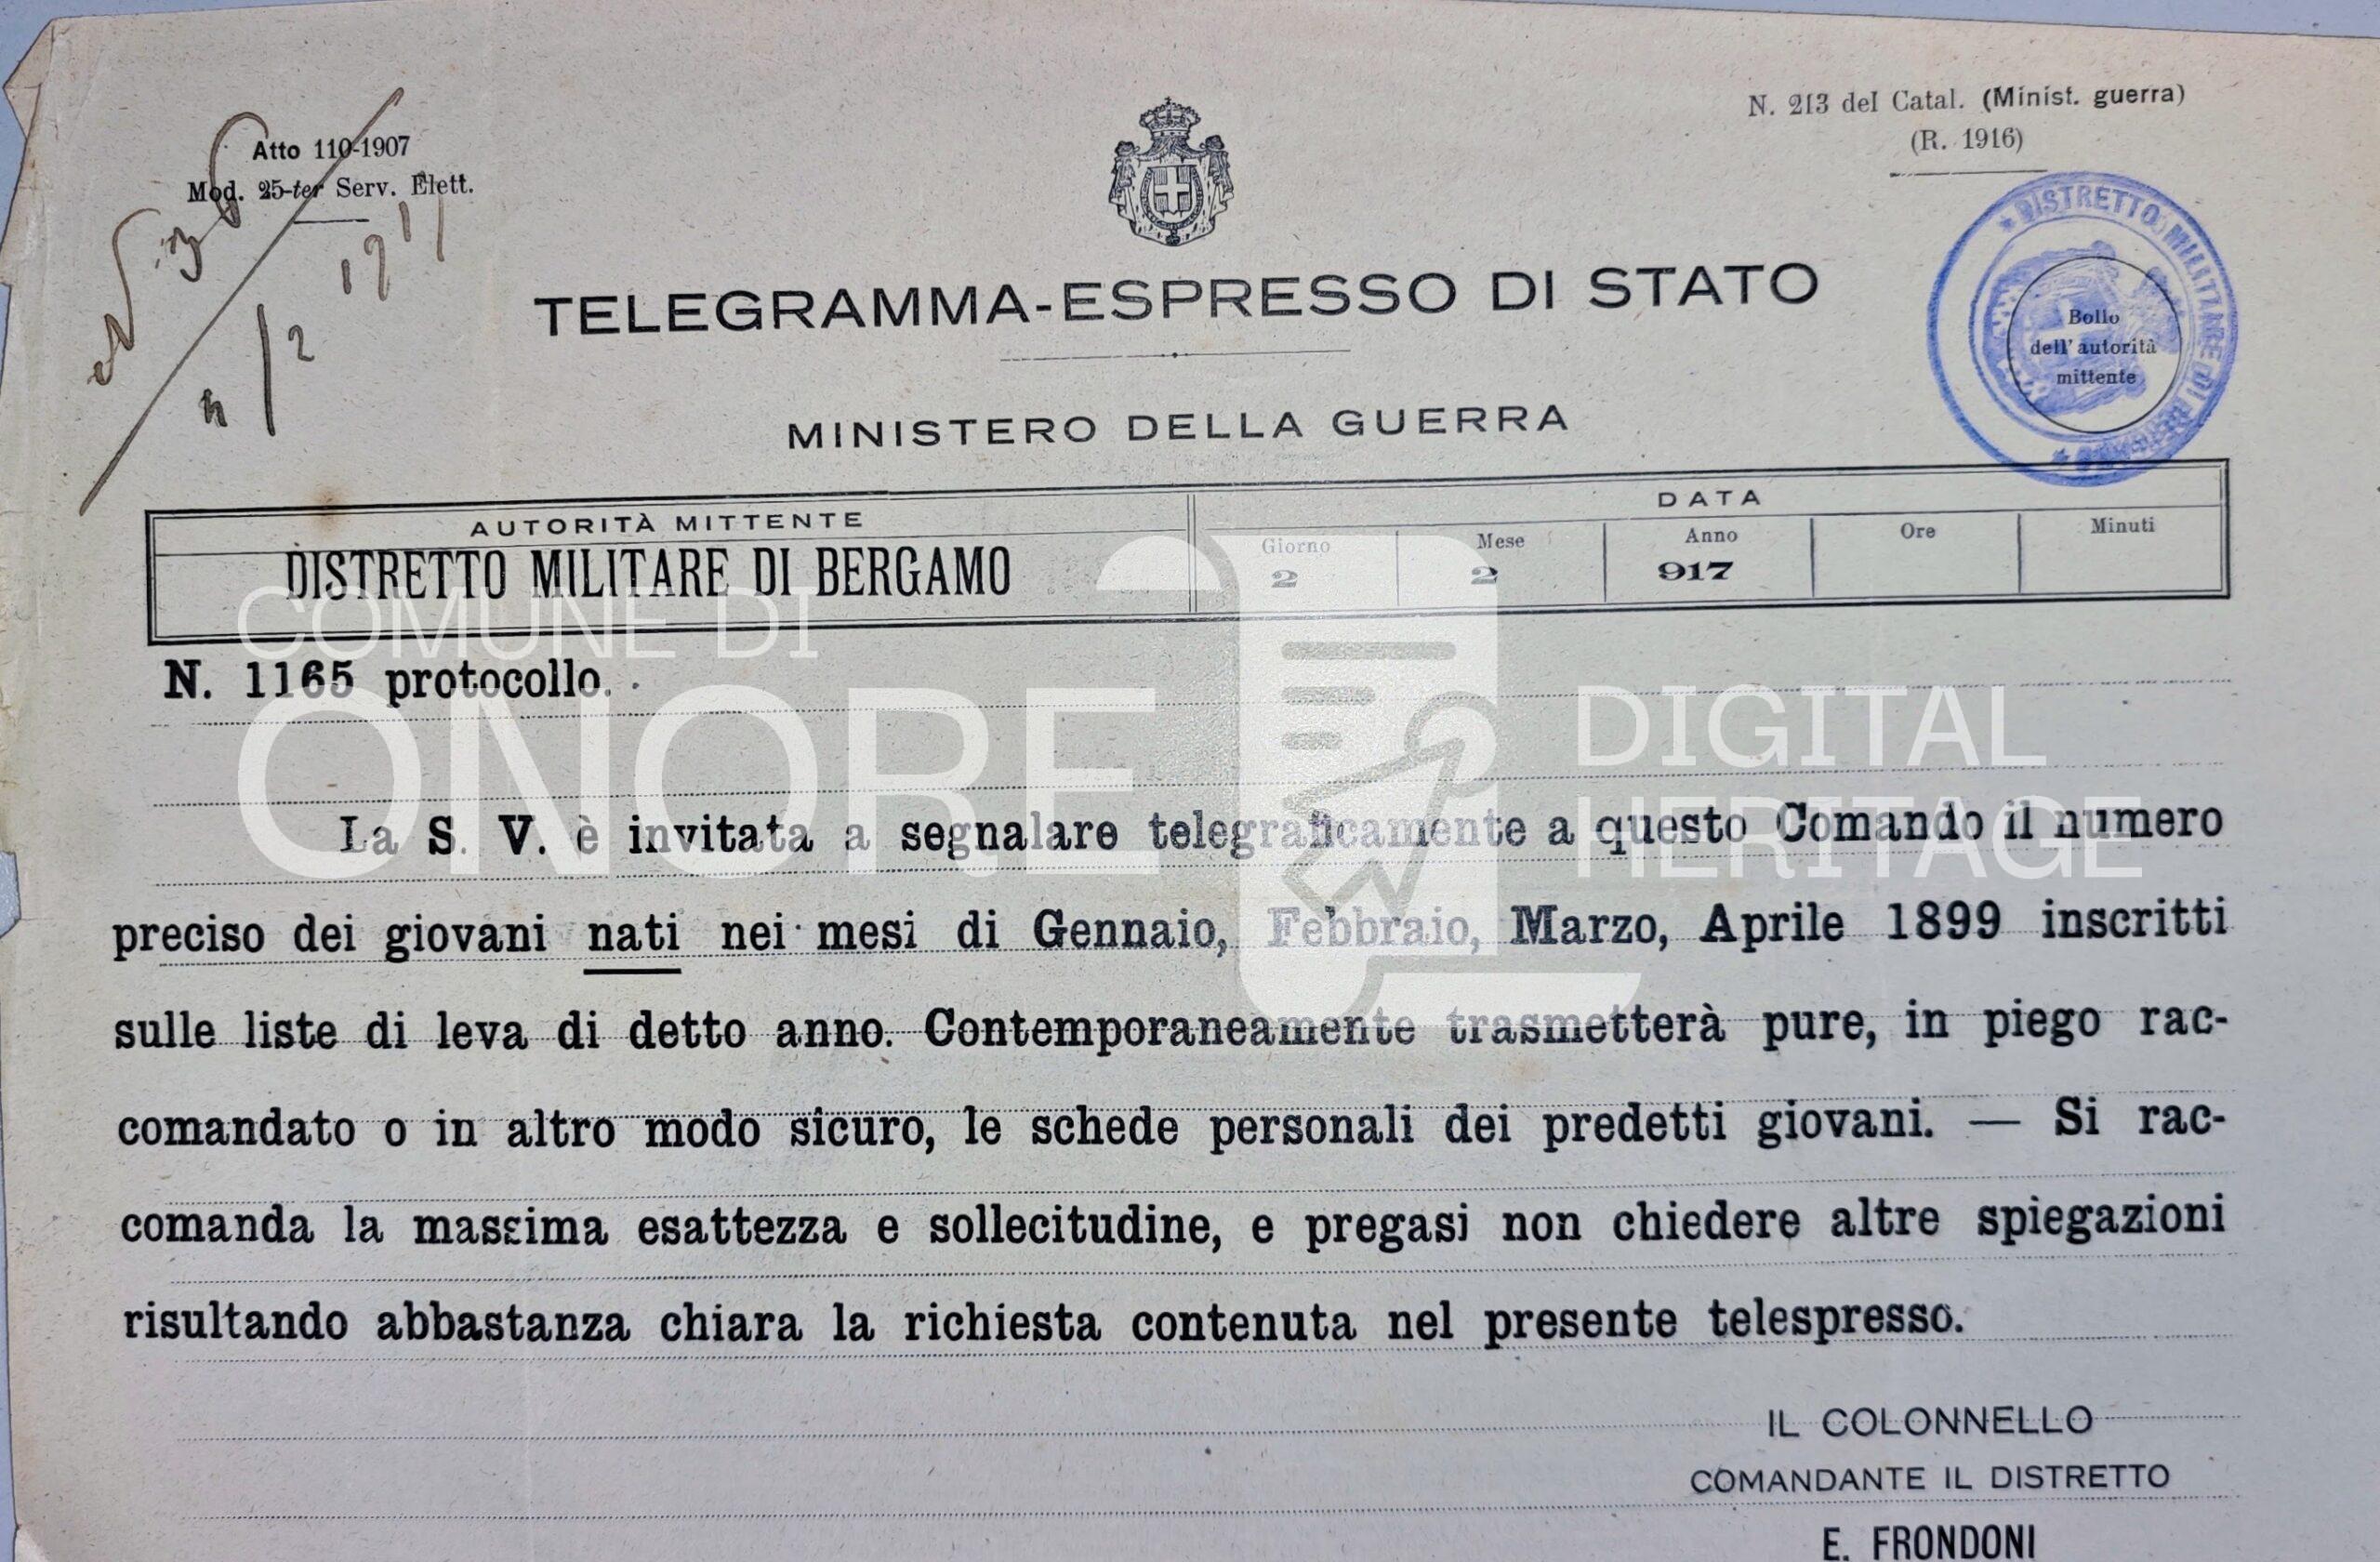 Atto 110-1907
Mod. 25-ter Serv. Elett.
N. 213 del Catal. (Minist. guerra)
(R. 1916)
1917
2
TELEGRAMMA-ESPRESSO DI STATO
DISTRETTO MILITARE DI
Bollo
dell'autorità
mittente
MINISTERO DELLA GUERRA
AUTORITÀ MITTENTE
DISTRETTO MILITARE DI BERGAMO
DATA
Giorno Mese Anno Ore Minuti
2 2 917
N. 1165 protocollo.
COMUNE DI
ONORE
DIGITAL
HERITAGE
La S. V. è invitata a segnalare telegraficamente a questo Comando il numero
preciso dei giovani nati nei mesi di Gennaio, Febbraio, Marzo, Aprile 1899 inscritti
sulle liste di leva di detto anno. Contemporaneamente trasmetterà pure, in piego rac-
comandato o in altro modo sicuro, le schede personali dei predetti giovani. — Si rac-
comanda la massima esattezza e sollecitudine, e pregasi non chiedere altre spiegazioni
risultando abbastanza chiara la richiesta contenuta nel presente telespresso.
IL COLONNELLO
COMANDANTE IL DISTRETTO
E. FRONDONI